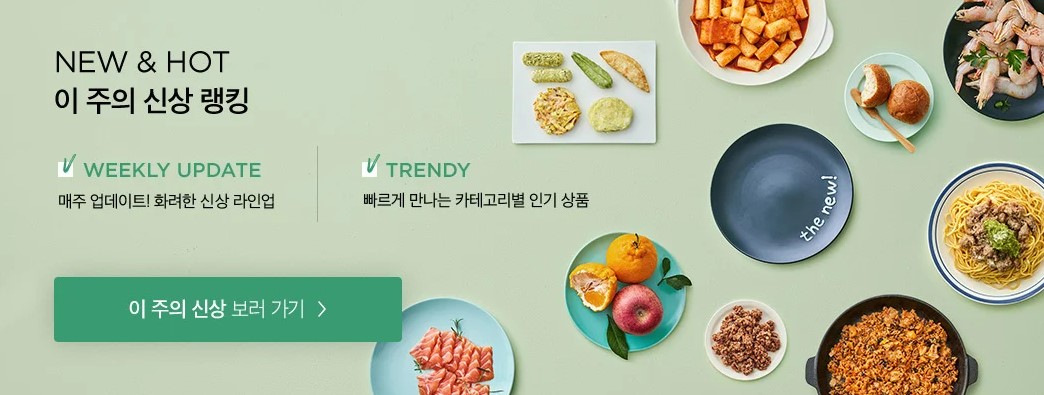 NEW & HOT
이 주의 신상 랭킹
WEEKLY UPDATE
매주 업데이트! 화려한 신상 라인업
TRENDY
빠르게 만나는 카테고리별 인기 상품
이 주의 신상 보러 가기 >
the new!